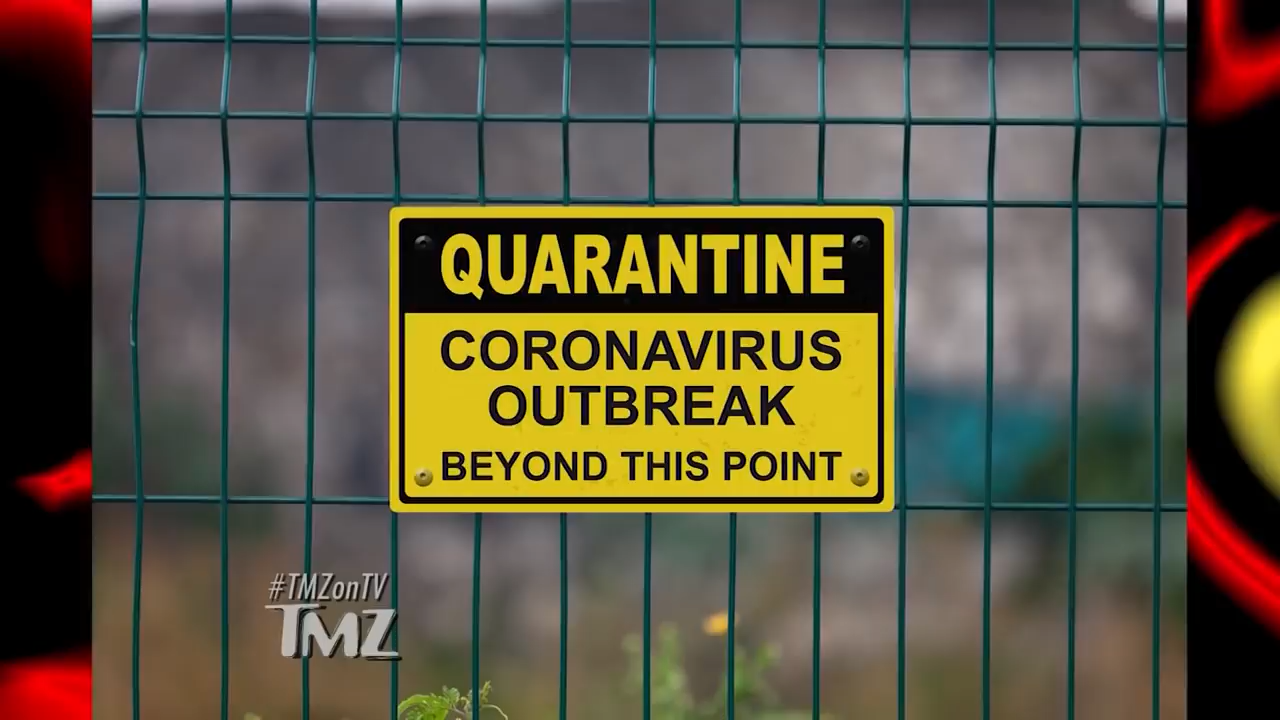 QUARANTINE
CORONAVIRUS
OUTBREAK
BEYOND THIS POINT
#TMZonTV
TMZ